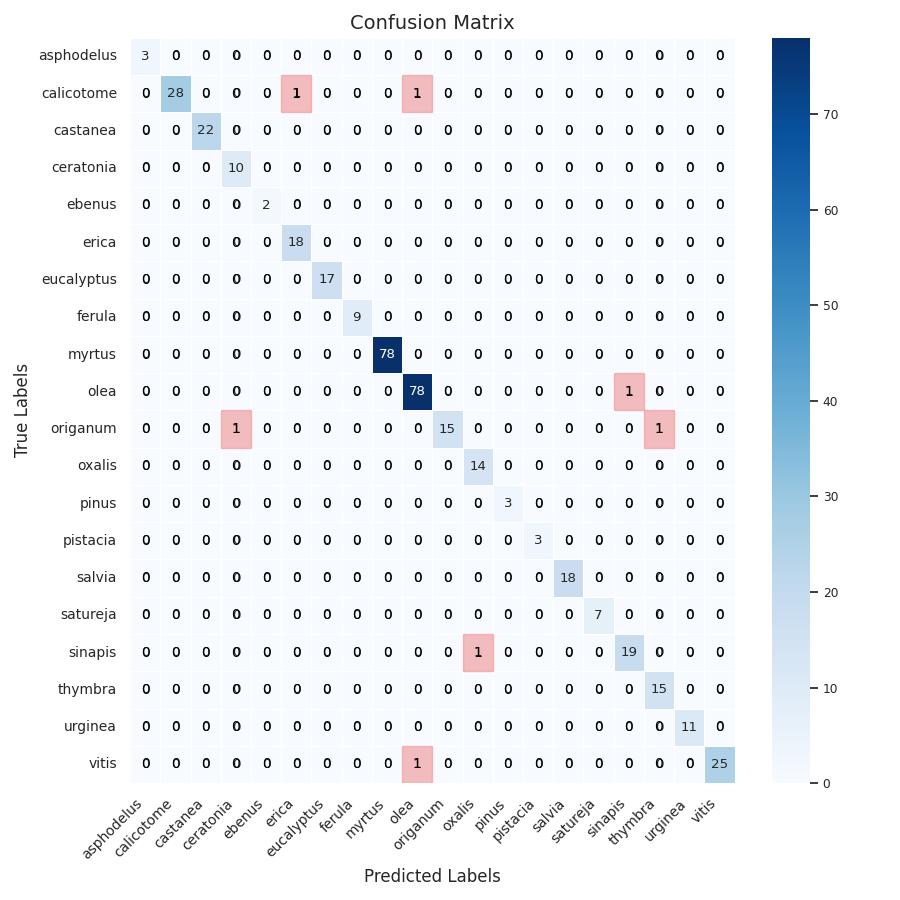 Confusion Matrix
asphodelus 3 0 0 0 0 0 0 0 0 0 0 0 0 0 0 0 0 0 0 0
calicotome 0 28 0 0 0 1 0 0 0 1 0 0 0 0 0 0 0 0 0 0
castanea 0 0 22 0 0 0 0 0 0 0 0 0 0 0 0 0 0 0 0 0
ceratonia 0 0 0 10 0 0 0 0 0 0 0 0 0 0 0 0 0 0 0 0
ebenus 0 0 0 0 2 0 0 0 0 0 0 0 0 0 0 0 0 0 0 0
erica 0 0 0 0 0 18 0 0 0 0 0 0 0 0 0 0 0 0 0 0
eucalyptus 0 0 0 0 0 0 17 0 0 0 0 0 0 0 0 0 0 0 0 0
ferula 0 0 0 0 0 0 0 9 0 0 0 0 0 0 0 0 0 0 0 0
myrtus 0 0 0 0 0 0 0 0 78 0 0 0 0 0 0 0 0 0 0 0
olea 0 0 0 0 0 0 0 0 0 78 0 0 0 0 0 0 1 0 0 0
origanum 0 0 0 1 0 0 0 0 0 0 15 0 0 0 0 0 0 1 0 0
oxalis 0 0 0 0 0 0 0 0 0 0 0 14 0 0 0 0 0 0 0 0
pinus 0 0 0 0 0 0 0 0 0 0 0 0 3 0 0 0 0 0 0 0
pistacia 0 0 0 0 0 0 0 0 0 0 0 0 0 3 0 0 0 0 0 0
salvia 0 0 0 0 0 0 0 0 0 0 0 0 0 0 18 0 0 0 0 0
satureja 0 0 0 0 0 0 0 0 0 0 0 0 0 0 0 7 0 0 0 0
sinapis 0 0 0 0 0 0 0 0 0 0 0 1 0 0 0 0 19 0 0 0
thymbra 0 0 0 0 0 0 0 0 0 0 0 0 0 0 0 0 0 15 0 0
urginea 0 0 0 0 0 0 0 0 0 0 0 0 0 0 0 0 0 0 11 0
vitis 0 0 0 0 0 0 0 0 0 1 0 0 0 0 0 0 0 0 0 25
asphodelus calicotome castanea ceratonia ebenus erica eucalyptus ferula myrtus olea origanum oxalis pinus pistacia salvia satureja sinapis thymbra urginea vitis
Predicted Labels
True Labels
70
60
50
40
30
20
10
0